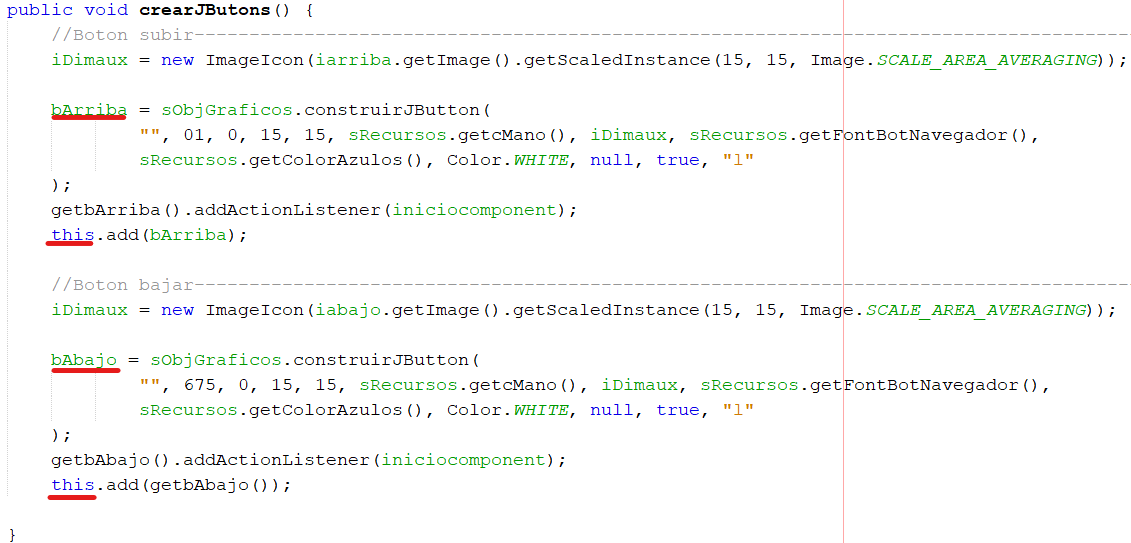 public void crearJButons() {
    //Boton subir--------------------------------------------------------------------------------------
    iDimaux = new ImageIcon(iarriba.getImage().getScaledInstance(15, 15, Image.SCALE_AREA_AVERAGING));
    bArriba = sObjGraficos.construirJButton(
            "", 01, 0, 15, 15, sRecursos.getcMano(), iDimaux, sRecursos.getFontBotNavegador(),
            sRecursos.getColorAzulos(), Color.WHITE, null, true, "l"
    );
    getbArriba().addActionListener(iniciocomponent);
    this.add(bArriba);
    //Boton bajar--------------------------------------------------------------------------------------
    iDimaux = new ImageIcon(iabajo.getImage().getScaledInstance(15, 15, Image.SCALE_AREA_AVERAGING));
    bAbajo = sObjGraficos.construirJButton(
            "", 675, 0, 15, 15, sRecursos.getcMano(), iDimaux, sRecursos.getFontBotNavegador(),
            sRecursos.getColorAzulos(), Color.WHITE, null, true, "l"
    );
    getbAbajo().addActionListener(iniciocomponent);
    this.add(getbAbajo());
}